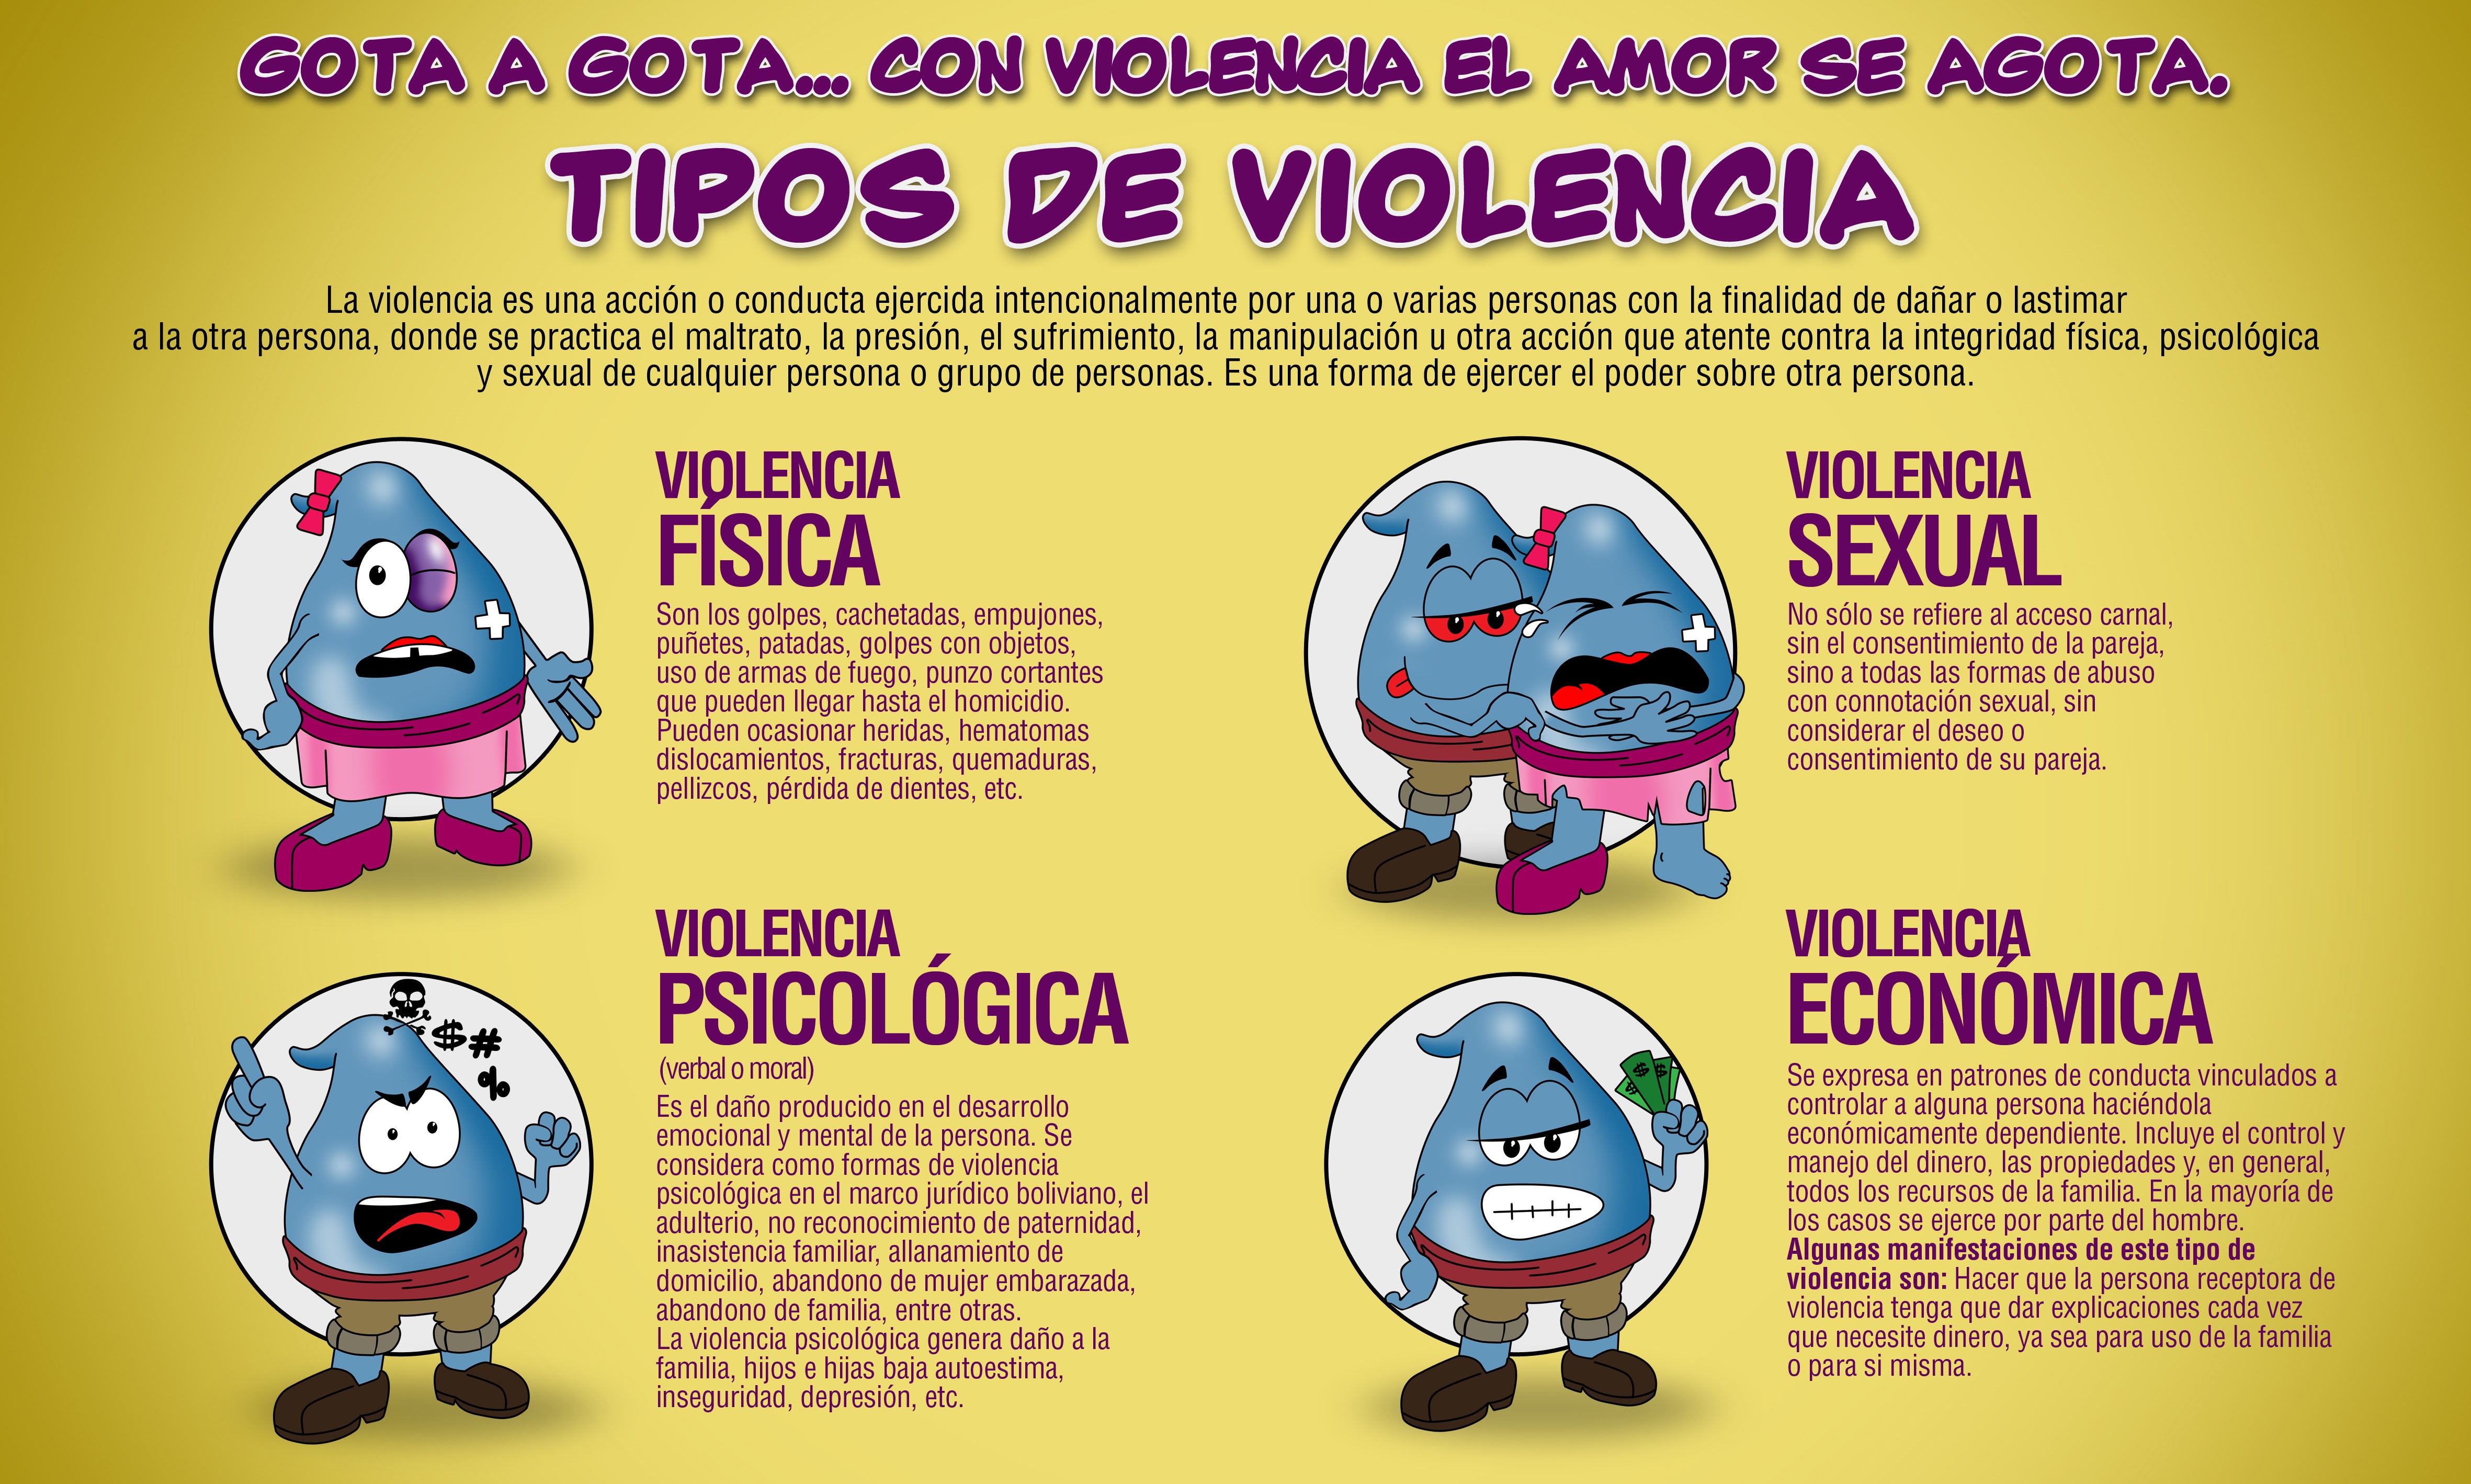 GOTA A GOTA... CON VIOLENCIA EL AMOR SE AGOTA.
TIPOS DE VIOLENCIA
La violencia es una acción o conducta ejercida intencionalmente por una o varias personas con la finalidad de dañar o lastimar
a la otra persona, donde se practica el maltrato, la presión, el sufrimiento, la manipulación u otra acción que atente contra la integridad física, psicológica
y sexual de cualquier persona o grupo de personas. Es una forma de ejercer el poder sobre otra persona.
VIOLENCIA
FÍSICA
Son los golpes, cachetadas, empujones,
puñetes, patadas, golpes con objetos,
uso de armas de fuego, punzo cortantes
que pueden llegar hasta el homicidio.
Pueden ocasionar heridas, hematomas
dislocamientos, fracturas, quemaduras,
pellizcos, pérdida de dientes, etc.
VIOLENCIA
SEXUAL
No sólo se refiere al acceso carnal,
sin el consentimiento de la pareja,
sino a todas las formas de abuso
con connotación sexual, sin
considerar el deseo o
consentimiento de su pareja.
VIOLENCIA
PSICOLÓGICA
(verbal o moral)
Es el daño producido en el desarrollo
emocional y mental de la persona. Se
considera como formas de violencia
psicológica en el marco jurídico boliviano, el
adulterio, no reconocimiento de paternidad,
inasistencia familiar, allanamiento de
domicilio, abandono de mujer embarazada,
abandono de familia, entre otras.
La violencia psicológica genera daño a la
familia, hijos e hijas baja autoestima,
inseguridad, depresión, etc.
$#
%
VIOLENCIA
ECONÓMICA
Se expresa en patrones de conducta vinculados a
controlar a alguna persona haciéndola
económicamente dependiente. Incluye el control y
manejo del dinero, las propiedades y, en general,
todos los recursos de la familia. En la mayoría de
los casos se ejerce por parte del hombre.
Algunas manifestaciones de este tipo de
violencia son: Hacer que la persona receptora de
violencia tenga que dar explicaciones cada vez
que necesite dinero, ya sea para uso de la familia
o para si misma.
$ $ $